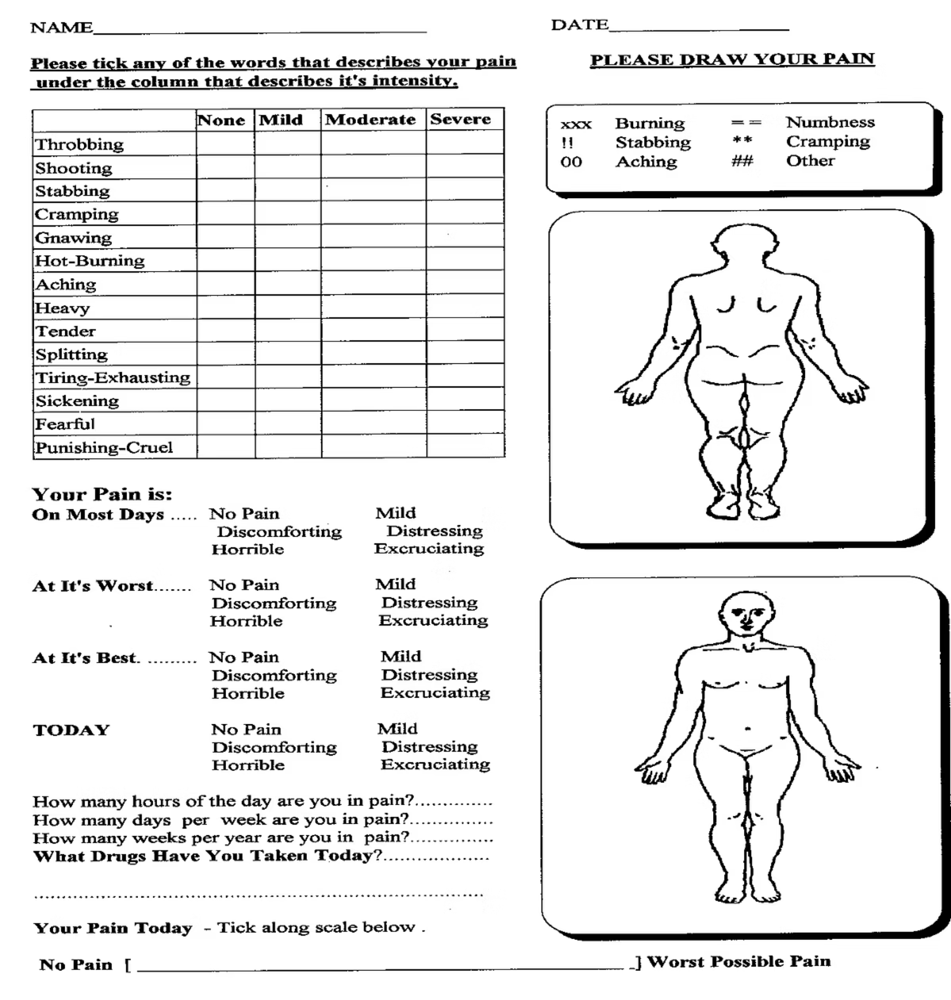 NAME____________________
DATE____________________
Please tick any of the words that describes your pain
under the column that describes it's intensity.
PLEASE DRAW YOUR PAIN
None Mild Moderate Severe
Throbbing
Shooting
Stabbing
Cramping
Gnawing
Hot-Burning
Aching
Heavy
Tender
Splitting
Tiring-Exhausting
Sickening
Fearful
Punishing-Cruel
xxx Burning == Numbness
!! Stabbing ** Cramping
OO Aching ## Other
Your Pain is:
On Most Days ..... No Pain Mild
Discomforting Distressing
Horrible Excruciating
At It's Worst....... No Pain Mild
Discomforting Distressing
Horrible Excruciating
At It's Best. ......... No Pain Mild
Discomforting Distressing
Horrible Excruciating
TODAY No Pain Mild
Discomforting Distressing
Horrible Excruciating
How many hours of the day are you in pain?..............
How many days per week are you in pain?...............
How many weeks per year are you in pain?...............
What Drugs Have You Taken Today?...................
................................................................................
Your Pain Today - Tick along scale below .
No Pain [ ____________________ ] Worst Possible Pain